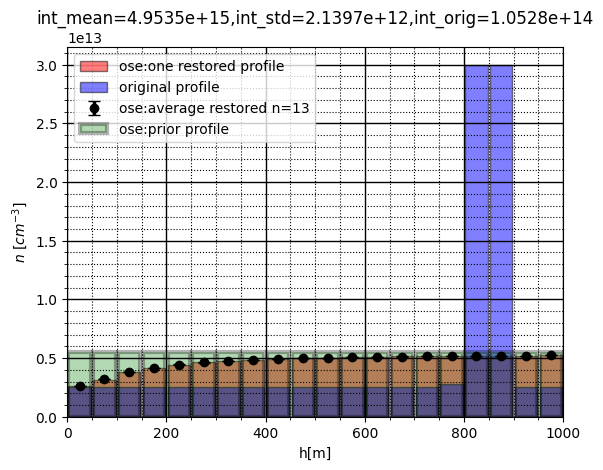 int_mean=4.9535e+15,int_std=2.1397e+12,int_orig=1.0528e+14
1e13
ose:one restored profile
original profile
ose:average restored n=13
ose:prior profile
3.0
2.5
2.0
1.5
1.0
0.5
0.0
n [cm⁻³]
0 200 400 600 800 1000
h[m]